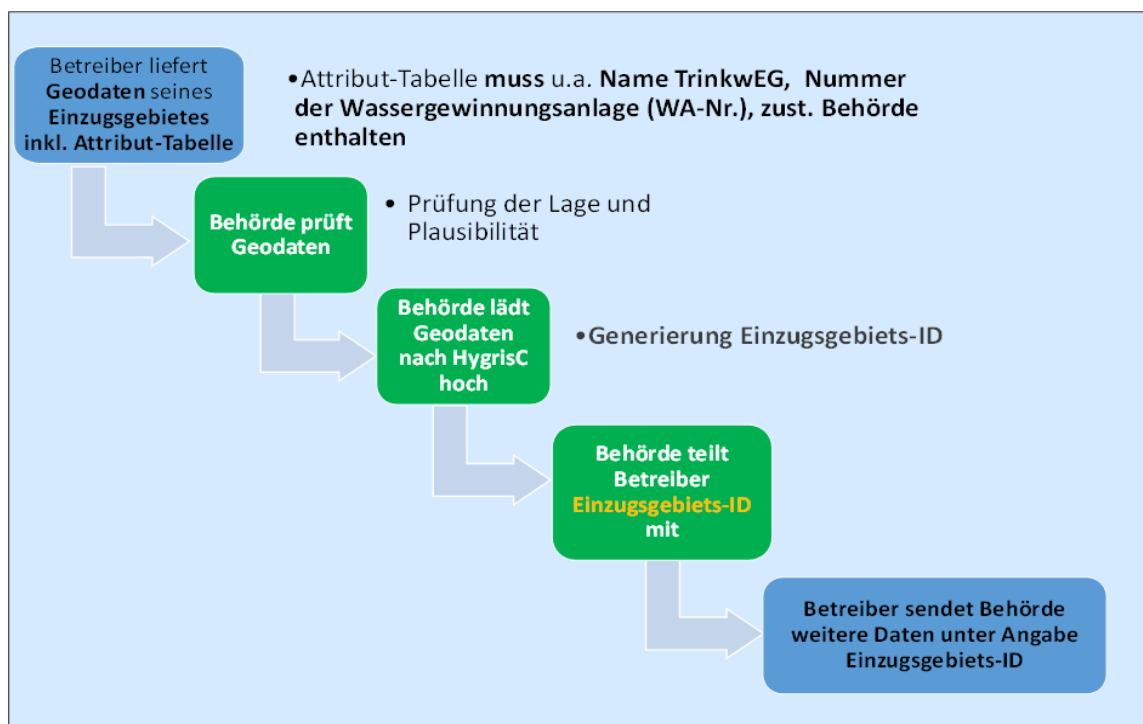 Betreiber liefert
Geodaten seines
Einzugsgebietes
inkl. Attribut-Tabelle
•Attribut-Tabelle muss u.a. Name TrinkwEG, Nummer
der Wassergewinnungsanlage (WA-Nr.), zust. Behörde
enthalten
Behörde prüft
Geodaten
• Prüfung der Lage und
Plausibilität
Behörde lädt
Geodaten
nach HygrisC
hoch
•Generierung Einzugsgebiets-ID
Behörde teilt
Betreiber
Einzugsgebiets-ID
mit
Betreiber sendet Behörde
weitere Daten unter Angabe
Einzugsgebiets-ID